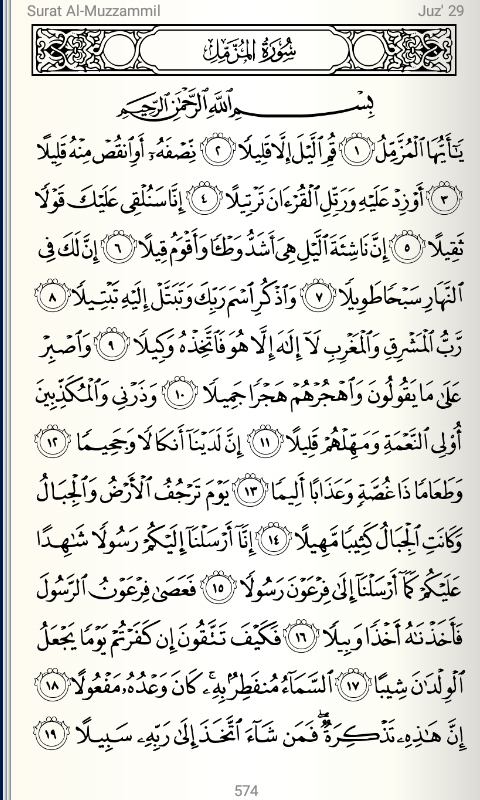 Surat Al-Muzzammil
Juz' 29
سُورَةُ الْمُزَّمِّلِ
بِسْمِ اللَّهِ الرَّحْمَٰنِ الرَّحِيمِ
يَٰٓأَيُّهَا ٱلْمُزَّمِّلُ ١ قُمِ ٱلَّيْلَ إِلَّا قَلِيلًا ٢ نِّصْفَهُۥٓ أَوِ ٱنقُصْ مِنْهُ قَلِيلًا
٣ أَوْ زِدْ عَلَيْهِ وَرَتِّلِ ٱلْقُرْءَانَ تَرْتِيلًا ٤ إِنَّا سَنُلْقِى عَلَيْكَ قَوْلًا
ثَقِيلًا ٥ إِنَّ نَاشِئَةَ ٱلَّيْلِ هِىَ أَشَدُّ وَطْـًٔا وَأَقْوَمُ قِيلًا ٦ إِنَّ لَكَ فِى
ٱلنَّهَارِ سَبْحًا طَوِيلًا ٧ وَٱذْكُرِ ٱسْمَ رَبِّكَ وَتَبَتَّلْ إِلَيْهِ تَبْتِيلًا ٨
رَّبُّ ٱلْمَشْرِقِ وَٱلْمَغْرِبِ لَآ إِلَٰهَ إِلَّا هُوَ فَٱتَّخِذْهُ وَكِيلًا ٩ وَٱصْبِرْ
عَلَىٰ مَا يَقُولُونَ وَٱهْجُرْهُمْ هَجْرًا جَمِيلًا ١٠ وَذَرْنِى وَٱلْمُكَذِّبِينَ
أُو۟لِى ٱلنَّعْمَةِ وَمَهِّلْهُمْ قَلِيلًا ١١ إِنَّ لَدَيْنَآ أَنكَالًا وَجَحِيمًا ١٢
وَطَعَامًا ذَا غُصَّةٍ وَعَذَابًا أَلِيمًا ١٣ يَوْمَ تَرْجُفُ ٱلْأَرْضُ وَٱلْجِبَالُ
وَكَانَتِ ٱلْجِبَالُ كَثِيبًا مَّهِيلًا ١٤ إِنَّآ أَرْسَلْنَآ إِلَيْكُمْ رَسُولًا شَٰهِدًا
عَلَيْكُمْ كَمَآ أَرْسَلْنَآ إِلَىٰ فِرْعَوْنَ رَسُولًا ١٥ فَعَصَىٰ فِرْعَوْنُ ٱلرَّسُولَ
فَأَخَذْنَٰهُ أَخْذًا وَبِيلًا ١٦ فَكَيْفَ تَتَّقُونَ إِن كَفَرْتُمْ يَوْمًا يَجْعَلُ
ٱلْوِلْدَٰنَ شِيبًا ١٧ ٱلسَّمَآءُ مُنفَطِرٌۢ بِهِۦ ۚ كَانَ وَعْدُهُۥ مَفْعُولًا ١٨
إِنَّ هَٰذِهِۦ تَذْكِرَةٌ ۖ فَمَن شَآءَ ٱتَّخَذَ إِلَىٰ رَبِّهِۦ سَبِيلًا ١٩
574